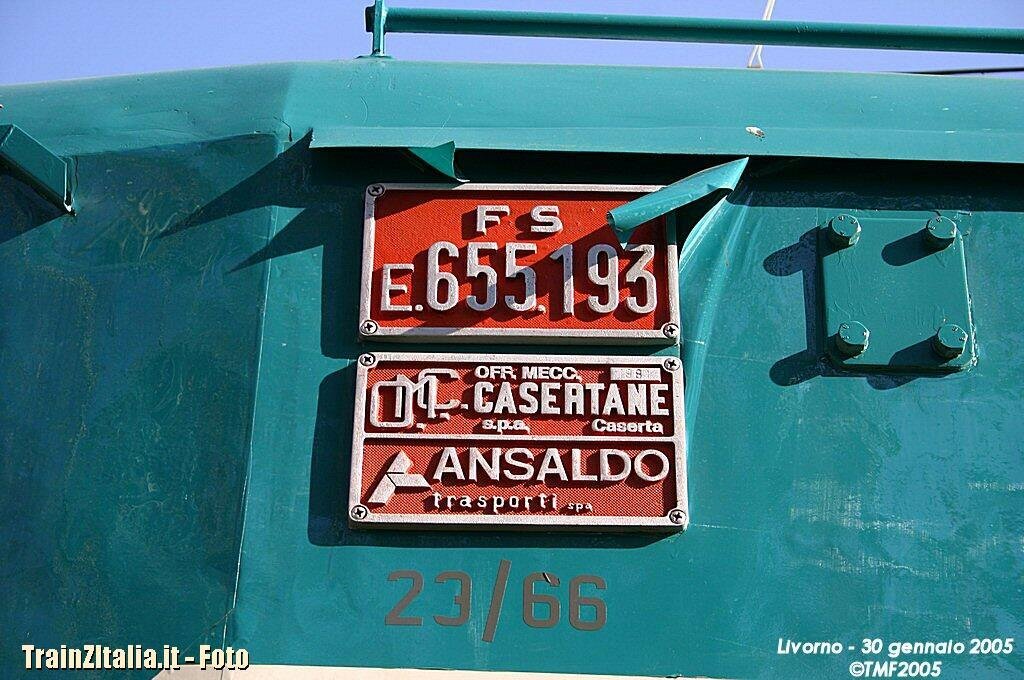 F S
E.655.193
OFF. MECC.
O.M.C. CASERTANE
s.p.a. Caserta
ANSALDO
trasporti spa
23/66
TrainZItalia.it - Foto
Livorno - 30 gennaio 2005
©TMF2005